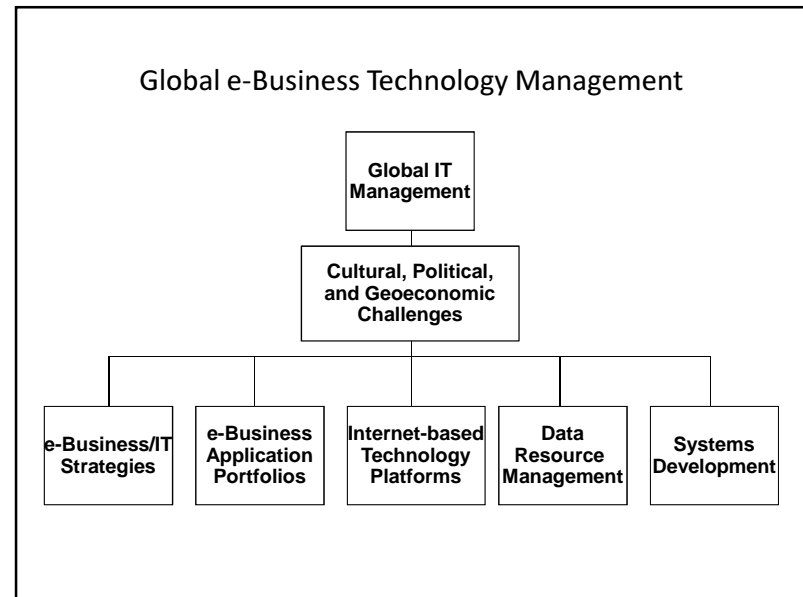 Global e-Business Technology Management
Global IT
Management
Cultural, Political,
and Geoeconomic
Challenges
e-Business/IT
Strategies
e-Business
Application
Portfolios
Internet-based
Technology
Platforms
Data
Resource
Management
Systems
Development